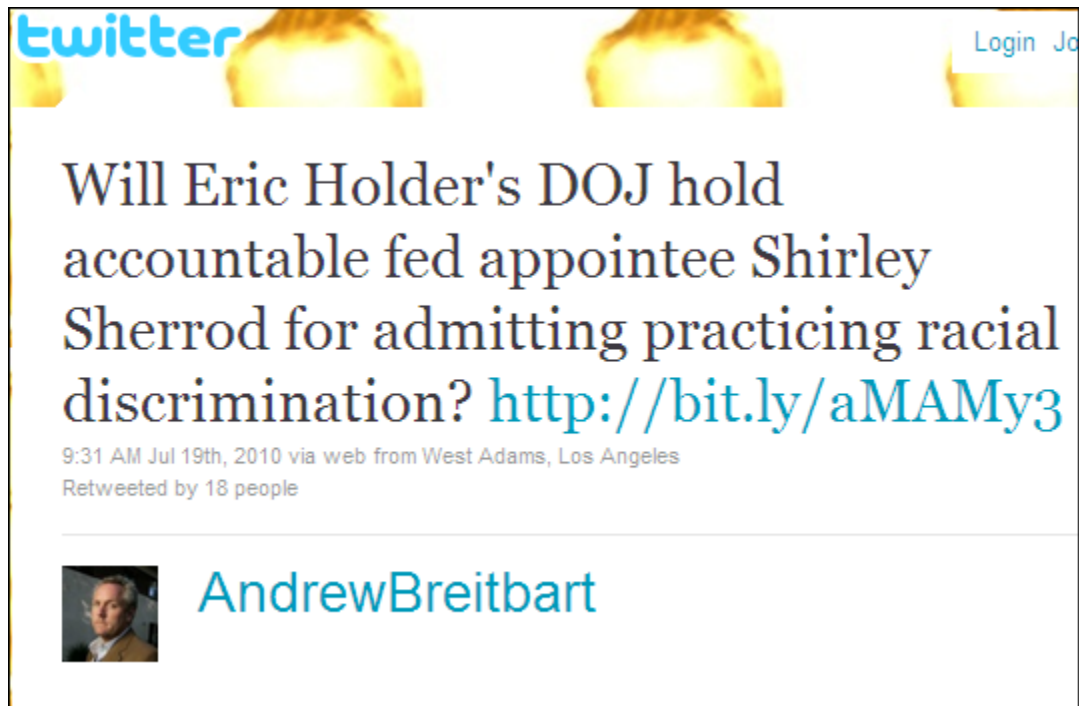 twitter
Login Jo
Will Eric Holder's DOJ hold
accountable fed appointee Shirley
Sherrod for admitting practicing racial
discrimination? http://bit.ly/aMAMy3
9:31 AM Jul 19th, 2010 via web from West Adams, Los Angeles
Retweeted by 18 people
AndrewBreitbart